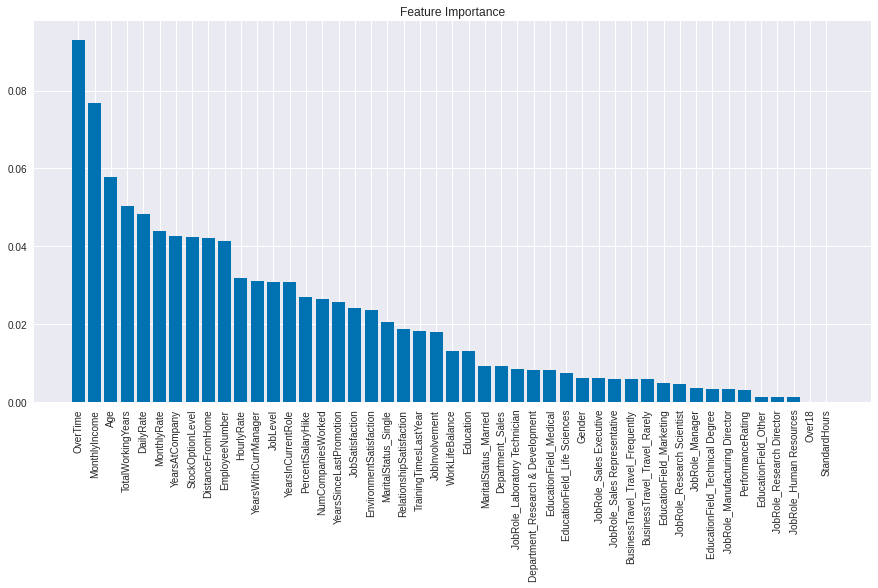 Feature Importance
0.08
0.06
0.04
0.02
0.00
OverTime
MonthlyIncome
Age
TotalWorkingYears
DailyRate
MonthlyRate
YearsAtCompany
StockOptionLevel
DistanceFromHome
EmployeeNumber
HourlyRate
YearsWithCurrManager
JobLevel
YearsInCurrentRole
PercentSalaryHike
NumCompaniesWorked
YearsSinceLastPromotion
JobSatisfaction
EnvironmentSatisfaction
MaritalStatus_Single
RelationshipSatisfaction
TrainingTimesLastYear
JobInvolvement
WorkLifeBalance
Education
MaritalStatus_Married
Department_Sales
JobRole_Laboratory Technician
Department_Research & Development
EducationField_Medical
EducationField_Life Sciences
Gender
JobRole_Sales Executive
JobRole_Sales Representative
BusinessTravel_Travel_Frequently
BusinessTravel_Travel_Rarely
EducationField_Marketing
JobRole_Research Scientist
JobRole_Manager
EducationField_Technical Degree
JobRole_Manufacturing Director
PerformanceRating
EducationField_Other
JobRole_Research Director
JobRole_Human Resources
Over18
StandardHours